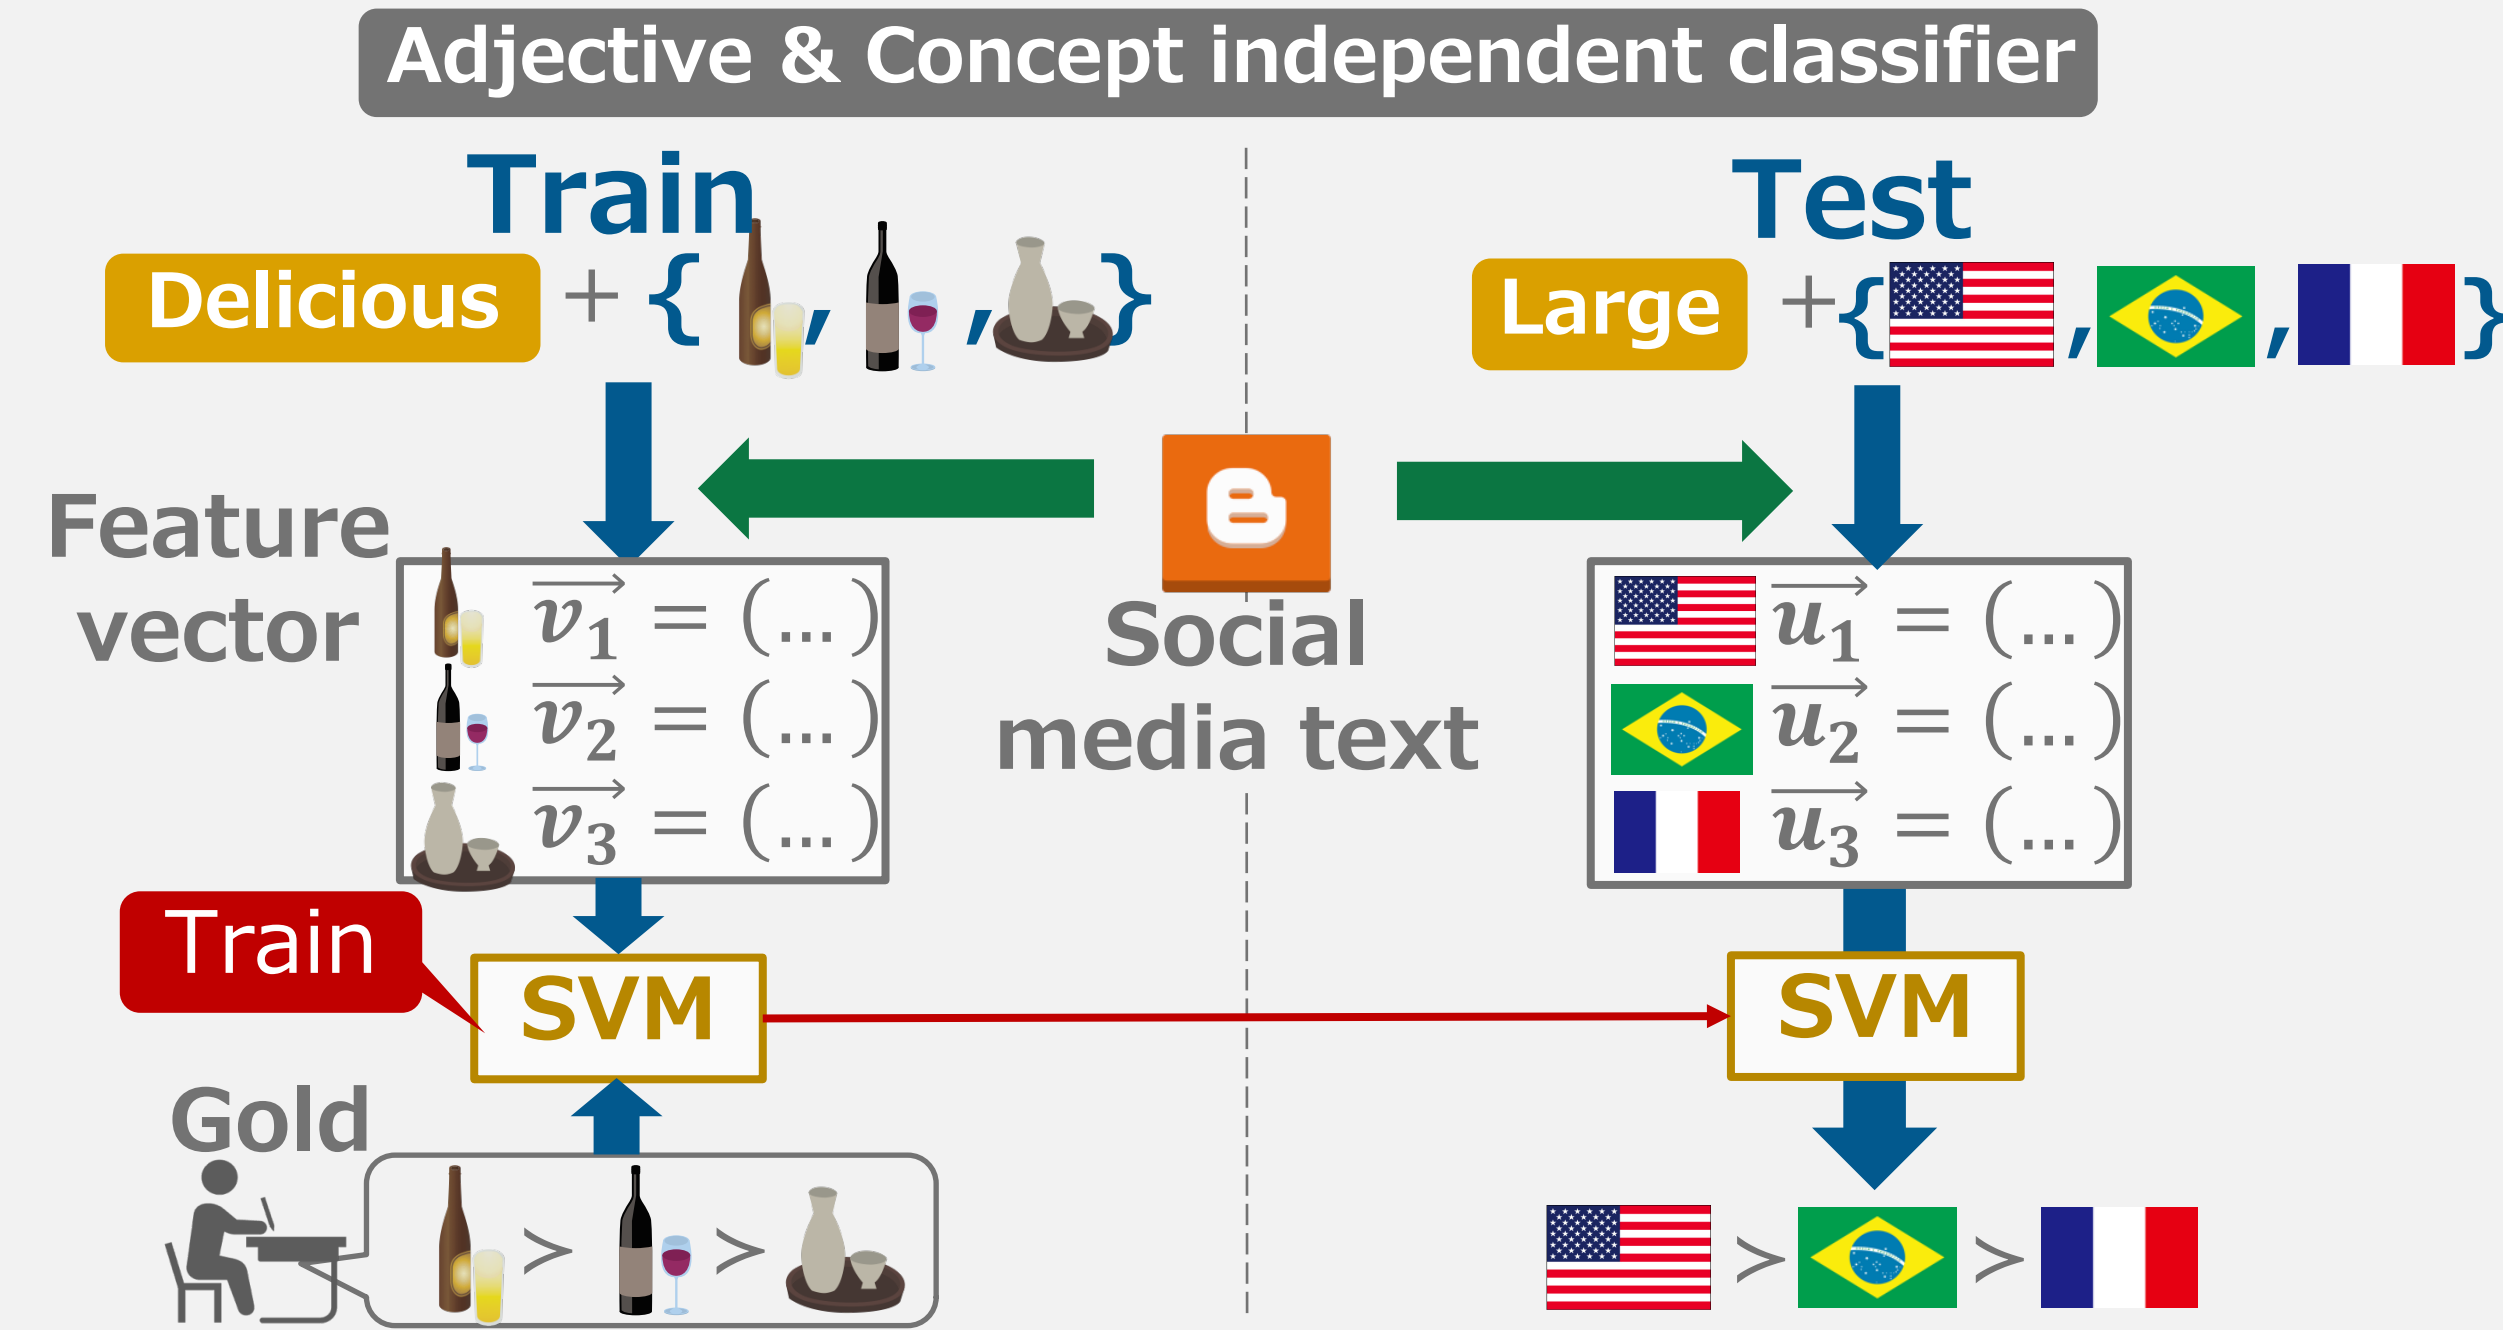 Adjective & Concept independent classifier
Train
Delicious + { , , }
Test
Large + { , , }
Feature
vector
v₁ = (...)
v₂ = (...)
v₃ = (...)
Social
media text
u₁ = (...)
u₂ = (...)
u₃ = (...)
Train
SVM
SVM
Gold
≻ ≻
≻ ≻